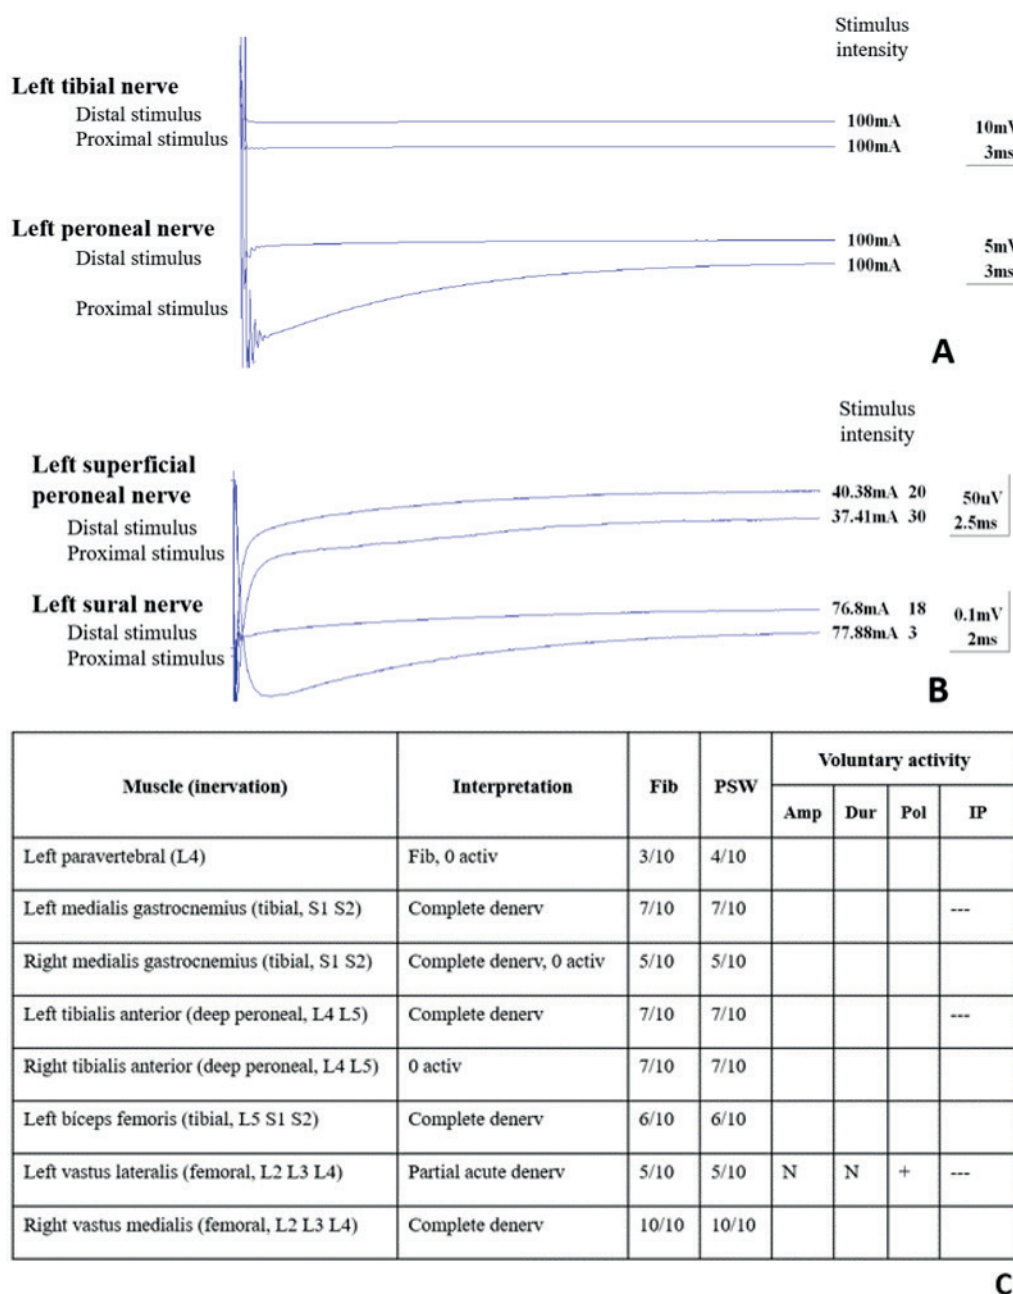 Stimulus
intensity
Left tibial nerve
Distal stimulus 100mA 10mV
Proximal stimulus 100mA 3ms
Left peroneal nerve
Distal stimulus 100mA 5mV
100mA 3ms
Proximal stimulus
A
Stimulus
intensity
Left superficial
peroneal nerve 40.38mA 20 50uV
Distal stimulus 37.41mA 30 2.5ms
Proximal stimulus
Left sural nerve 76.8mA 18 0.1mV
Distal stimulus 77.88mA 3 2ms
Proximal stimulus
B
Muscle (inervation) Interpretation Fib PSW Voluntary activity
Amp Dur Pol IP
Left paravertebral (L4) Fib, 0 activ 3/10 4/10
Left medialis gastrocnemius (tibial, S1 S2) Complete denerv 7/10 7/10 ---
Right medialis gastrocnemius (tibial, S1 S2) Complete denerv, 0 activ 5/10 5/10
Left tibialis anterior (deep peroneal, L4 L5) Complete denerv 7/10 7/10 ---
Right tibialis anterior (deep peroneal, L4 L5) 0 activ 7/10 7/10
Left bíceps femoris (tibial, L5 S1 S2) Complete denerv 6/10 6/10
Left vastus lateralis (femoral, L2 L3 L4) Partial acute denerv 5/10 5/10 N N + ---
Right vastus medialis (femoral, L2 L3 L4) Complete denerv 10/10 10/10
C